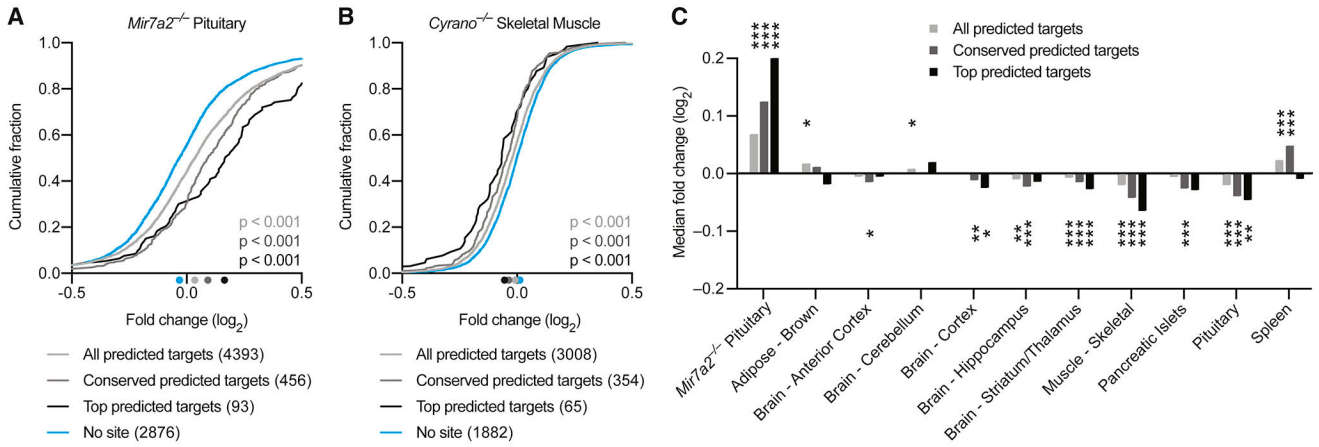 A
Mir7a2–/– Pituitary
Cumulative fraction
1.0
0.8
0.6
0.4
0.2
0.0
p < 0.001
p < 0.001
p < 0.001
-0.5
0.0
0.5
Fold change (log2)
All predicted targets (4393)
Conserved predicted targets (456)
Top predicted targets (93)
No site (2876)
B
Cyrano–/– Skeletal Muscle
Cumulative fraction
1.0
0.8
0.6
0.4
0.2
0.0
p < 0.001
p < 0.001
p < 0.001
-0.5
0.0
0.5
Fold change (log2)
All predicted targets (3008)
Conserved predicted targets (354)
Top predicted targets (65)
No site (1882)
C
All predicted targets
Conserved predicted targets
Top predicted targets
Median fold change (log2)
0.2
0.1
0.0
–0.1
–0.2
*** *** ***
*
*
*** ***
*
** *
** ***
*** *** ***
*** *** ***
***
*** *** **
Mir7a2–/– Pituitary
Adipose - Brown
Brain - Anterior Cortex
Brain - Cerebellum
Brain - Cortex
Brain - Hippocampus
Brain - Striatum/Thalamus
Muscle - Skeletal
Pancreatic Islets
Pituitary
Spleen